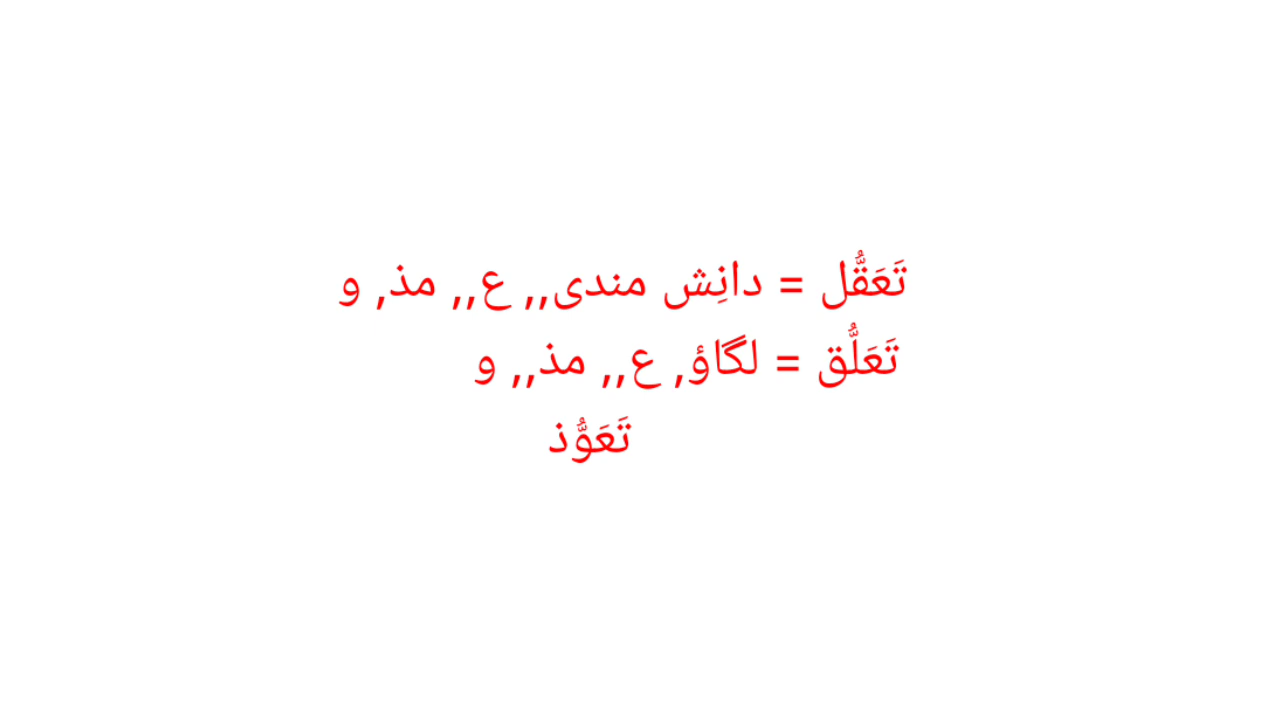 تَعَقُّل = دانِش مندی,, ع,, مذ, و
تَعَلُّق = لگاؤ, ع,, مذ,, و
تَعَوُّذ